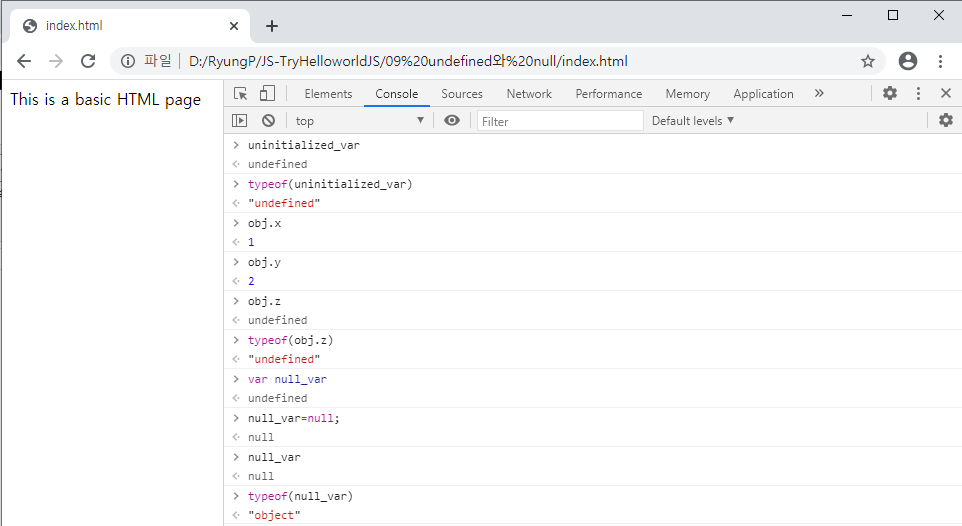 index.html
파일 D:/RyungP/JS-TryHelloworldJS/09%20undefined와%20null/index.html
This is a basic HTML page
Elements Console Sources Network Performance Memory Application »
top Filter Default levels
> uninitialized_var
undefined
> typeof(uninitialized_var)
"undefined"
> obj.x
1
> obj.y
2
> obj.z
undefined
> typeof(obj.z)
"undefined"
> var null_var
undefined
> null_var=null;
null
> null_var
null
> typeof(null_var)
"object"